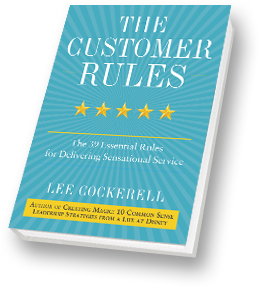 THE
CUSTOMER
RULES
The 39 Essential Rules
for Delivering Sensational Service
LEE COCKERELL
AUTHOR OF CREATING MAGIC: 10 COMMON SENSE
LEADERSHIP STRATEGIES FROM A LIFE AT DISNEY